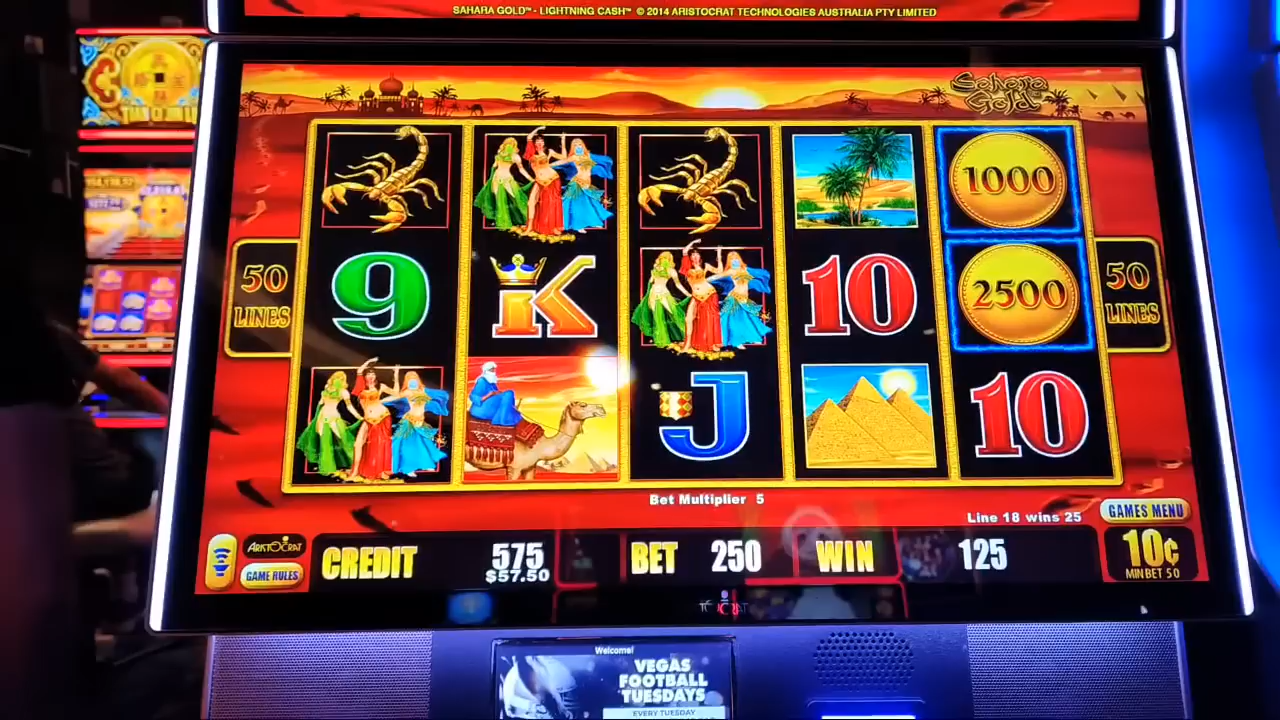 SAHARA GOLD™ - LIGHTNING CASH™ © 2014 ARISTOCRAT TECHNOLOGIES AUSTRALIA PTY LIMITED
Sahara
Gold
1000
50
LINES
9
K
10
2500
50
LINES
J
10
Bet Multiplier 5
Line 18 wins 25
GAMES MENU
ARISTOCRAT
GAME RULES
CREDIT
575
$57.50
BET
250
WIN
125
10¢
MIN BET 50
Welcome!
VEGAS
FOOTBALL
TUESDAYS
EVERY TUESDAY